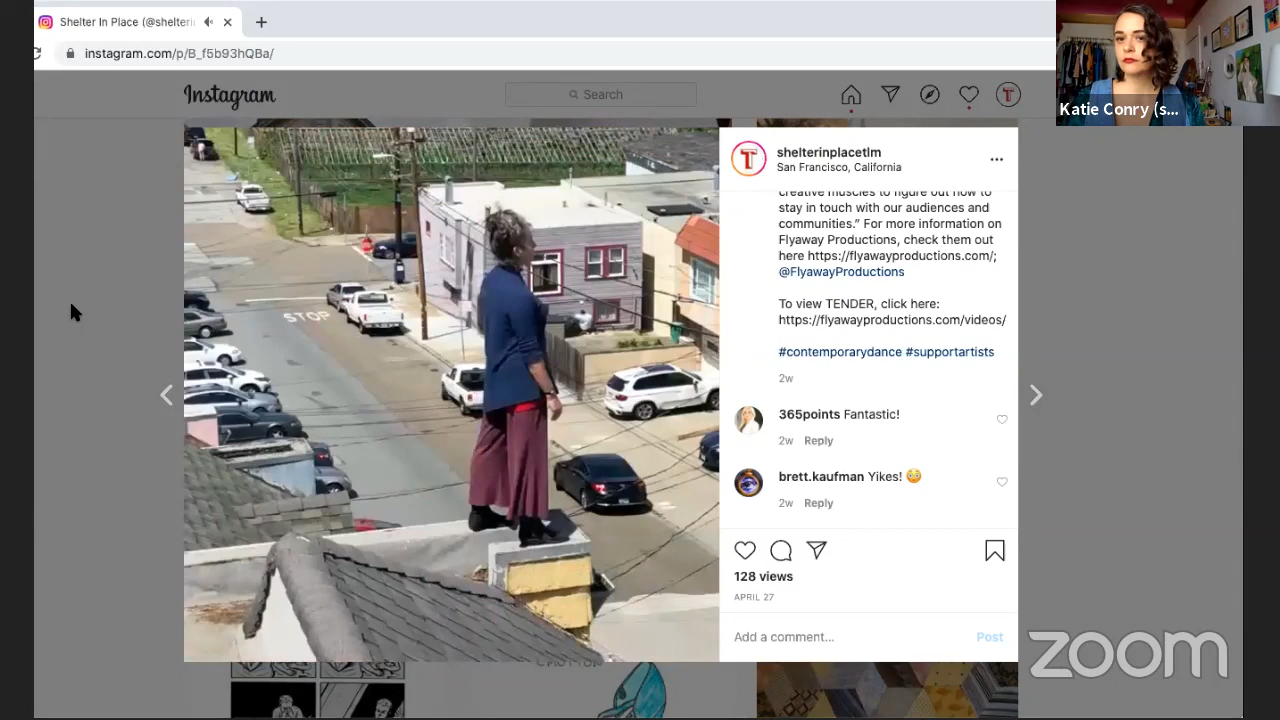 Shelter In Place (@shelteri
instagram.com/p/B_f5b93hQBa/
Instagram
Search
Katie Conry (s...
STOP
shelterinplacetlm
San Francisco, California
creative muscles to figure out how to
stay in touch with our audiences and
communities.” For more information on
Flyaway Productions, check them out
here https://flyawayproductions.com/;
@FlyawayProductions
To view TENDER, click here:
https://flyawayproductions.com/videos/
#contemporarydance #supportartists
2w
365points Fantastic!
2w Reply
brett.kaufman Yikes! 😳
2w Reply
128 views
APRIL 27
Add a comment...
Post
zoom